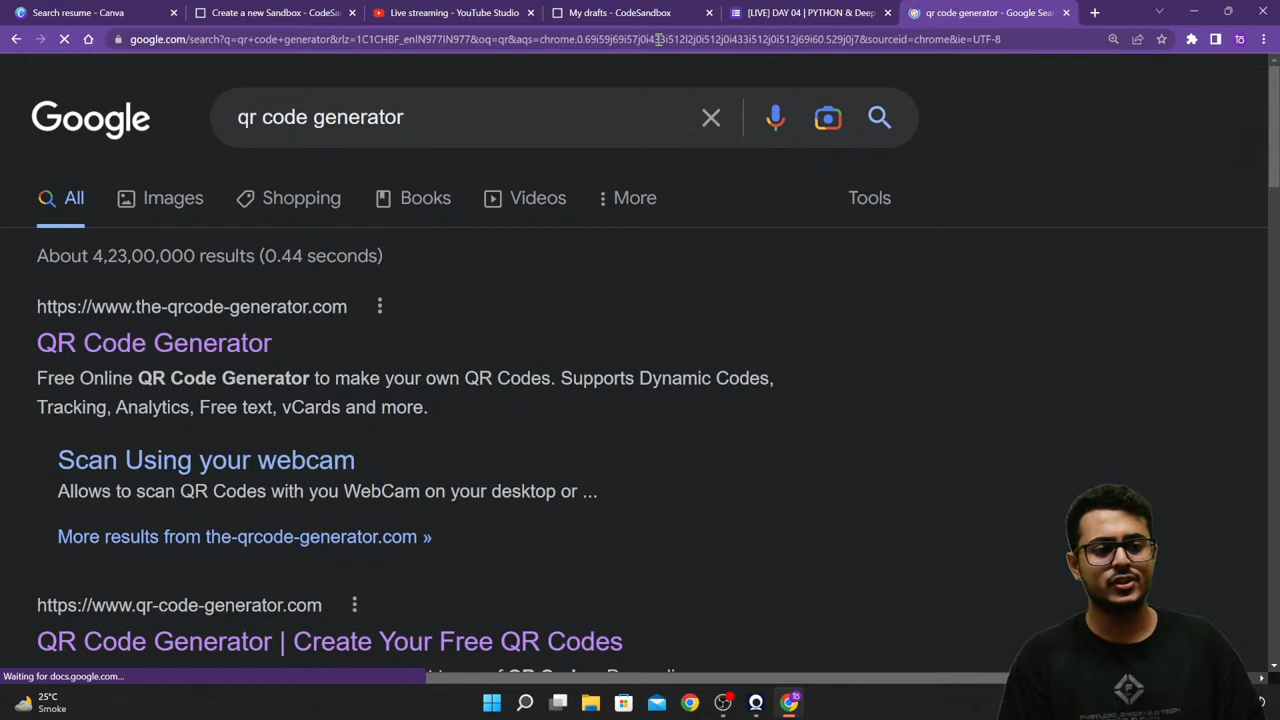 Search resume - Canva
Create a new Sandbox - CodeSan
Live streaming - YouTube Studio
My drafts - CodeSandbox
[LIVE] DAY 04 | PYTHON & Deep
qr code generator - Google Sear
google.com/search?q=qr+code+generator&rlz=1C1CHBF_enIN977IN977&oq=qr&aqs=chrome.0.69i59j69i57j0i433i512l2j0i512j0i433i512j0i512j69i60.529j0j7&sourceid=chrome&ie=UTF-8
Google
qr code generator
All
Images
Shopping
Books
Videos
More
Tools
About 4,23,00,000 results (0.44 seconds)
https://www.the-qrcode-generator.com
QR Code Generator
Free Online QR Code Generator to make your own QR Codes. Supports Dynamic Codes,
Tracking, Analytics, Free text, vCards and more.
Scan Using your webcam
Allows to scan QR Codes with you WebCam on your desktop or ...
More results from the-qrcode-generator.com »
https://www.qr-code-generator.com
QR Code Generator | Create Your Free QR Codes
Waiting for docs.google.com...
25°C
Smoke